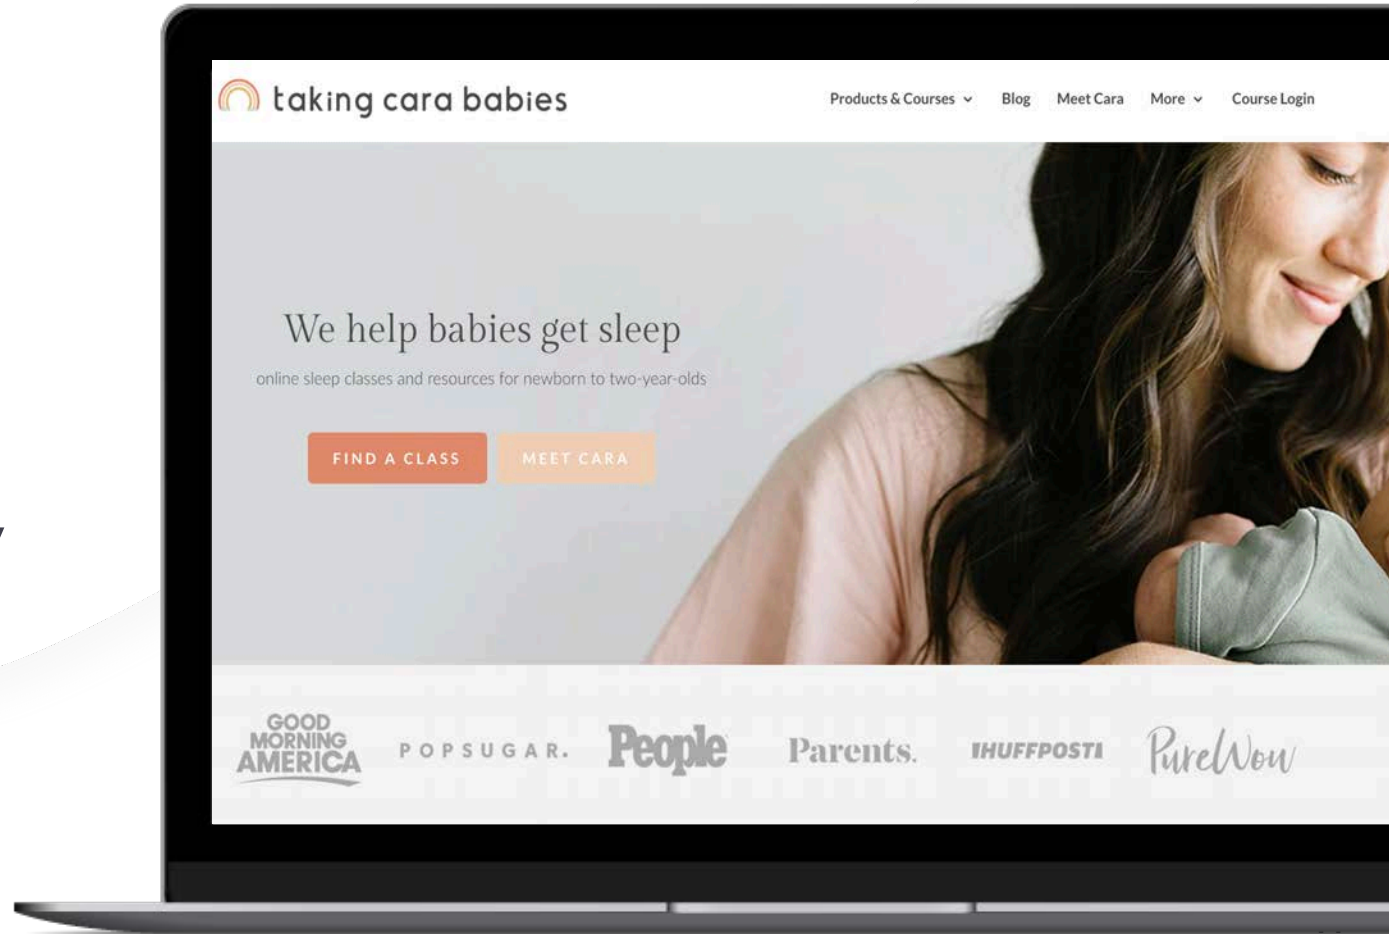 taking cara babies
Products & Courses
Blog
Meet Cara
More
Course Login
We help babies get sleep
online sleep classes and resources for newborn to two-year-olds
FIND A CLASS
MEET CARA
GOOD
MORNING
AMERICA
POPSUGAR.
People
Parents.
HUFFPOST
PureWow